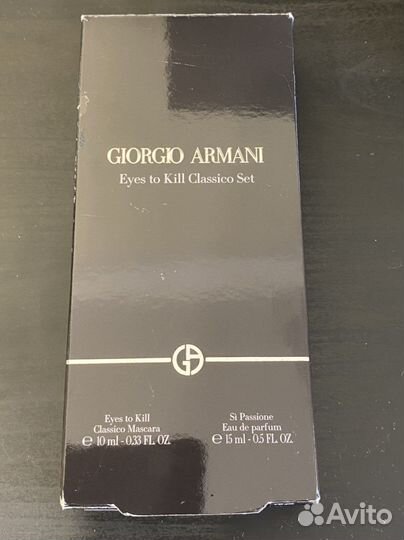 GIORGIO ARMANI
Eyes to Kill Classico Set
GA
Eyes to Kill
Classico Mascara
℮ 10 ml - 0.33 FL. OZ.
Sì Passione
Eau de parfum
℮ 15 ml - 0.5 FL. OZ.
Avito